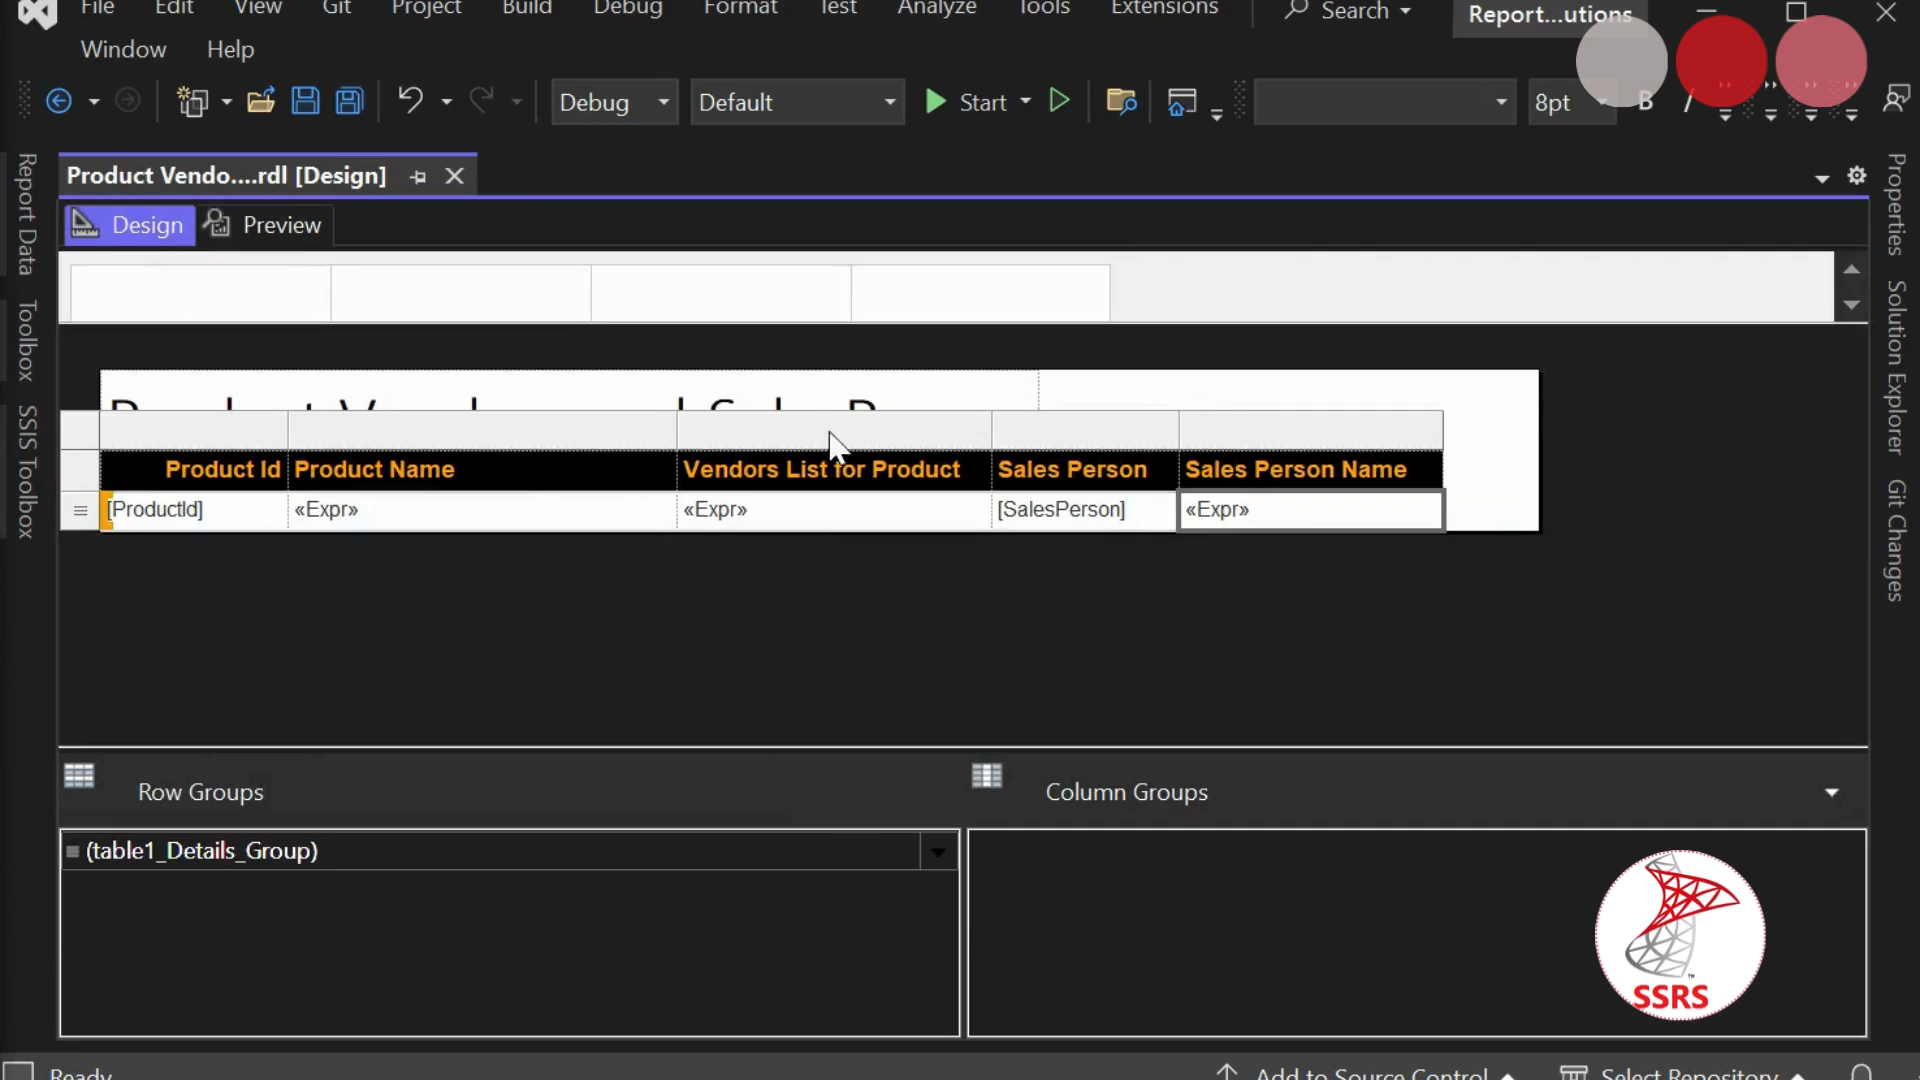 File Edit View Git Project Build Debug Format Test Analyze Tools Extensions Search Report...utions
Window Help
Debug Default Start 8pt B I
Product Vendo....rdl [Design]
Design Preview
Report Data
Toolbox
SSIS Toolbox
Product Id Product Name Vendors List for Product Sales Person Sales Person Name
[ProductId] «Expr» «Expr» [SalesPerson] «Expr»
Properties
Solution Explorer
Git Changes
Row Groups Column Groups
(table1_Details_Group)
SSRS
Ready Add to Source Control Select Repository